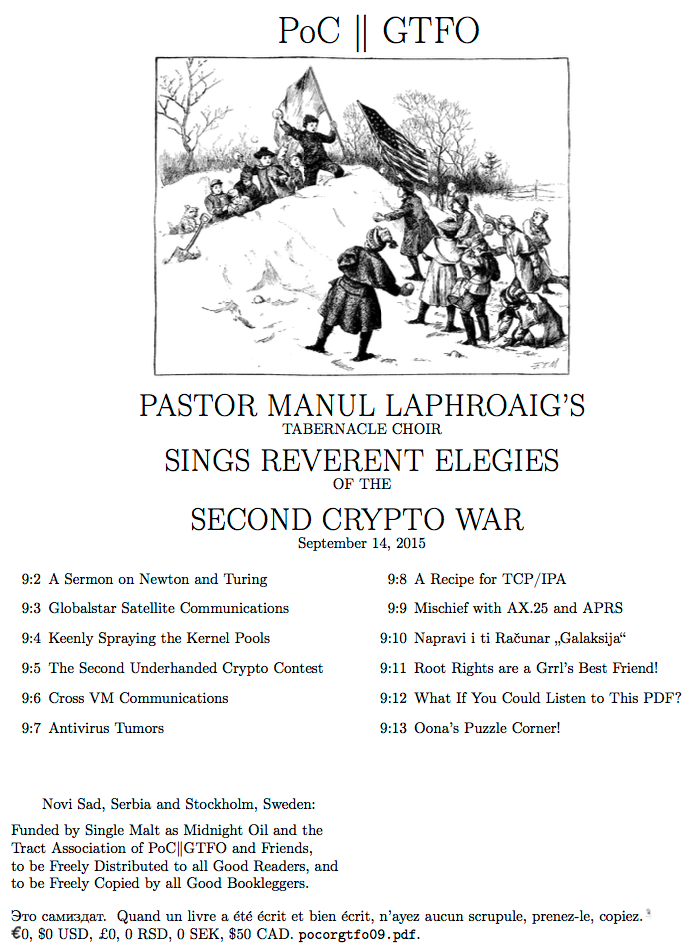 PoC || GTFO
F.T.M
PASTOR MANUL LAPHROAIG'S
TABERNACLE CHOIR
SINGS REVERENT ELEGIES
OF THE
SECOND CRYPTO WAR
September 14, 2015
9:2 A Sermon on Newton and Turing
9:3 Globalstar Satellite Communications
9:4 Keenly Spraying the Kernel Pools
9:5 The Second Underhanded Crypto Contest
9:6 Cross VM Communications
9:7 Antivirus Tumors
9:8 A Recipe for TCP/IPA
9:9 Mischief with AX.25 and APRS
9:10 Napravi i ti Računar „Galaksija“
9:11 Root Rights are a Grrl's Best Friend!
9:12 What If You Could Listen to This PDF?
9:13 Oona's Puzzle Corner!
Novi Sad, Serbia and Stockholm, Sweden:
Funded by Single Malt as Midnight Oil and the
Tract Association of PoC||GTFO and Friends,
to be Freely Distributed to all Good Readers, and
to be Freely Copied by all Good Bookleggers.
Это самиздат. Quand un livre a été écrit et bien écrit, n'ayez aucun scrupule, prenez-le, copiez.
€0, $0 USD, £0, 0 RSD, 0 SEK, $50 CAD. pocorgtfo09.pdf.